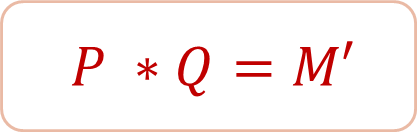 P * Q = M′